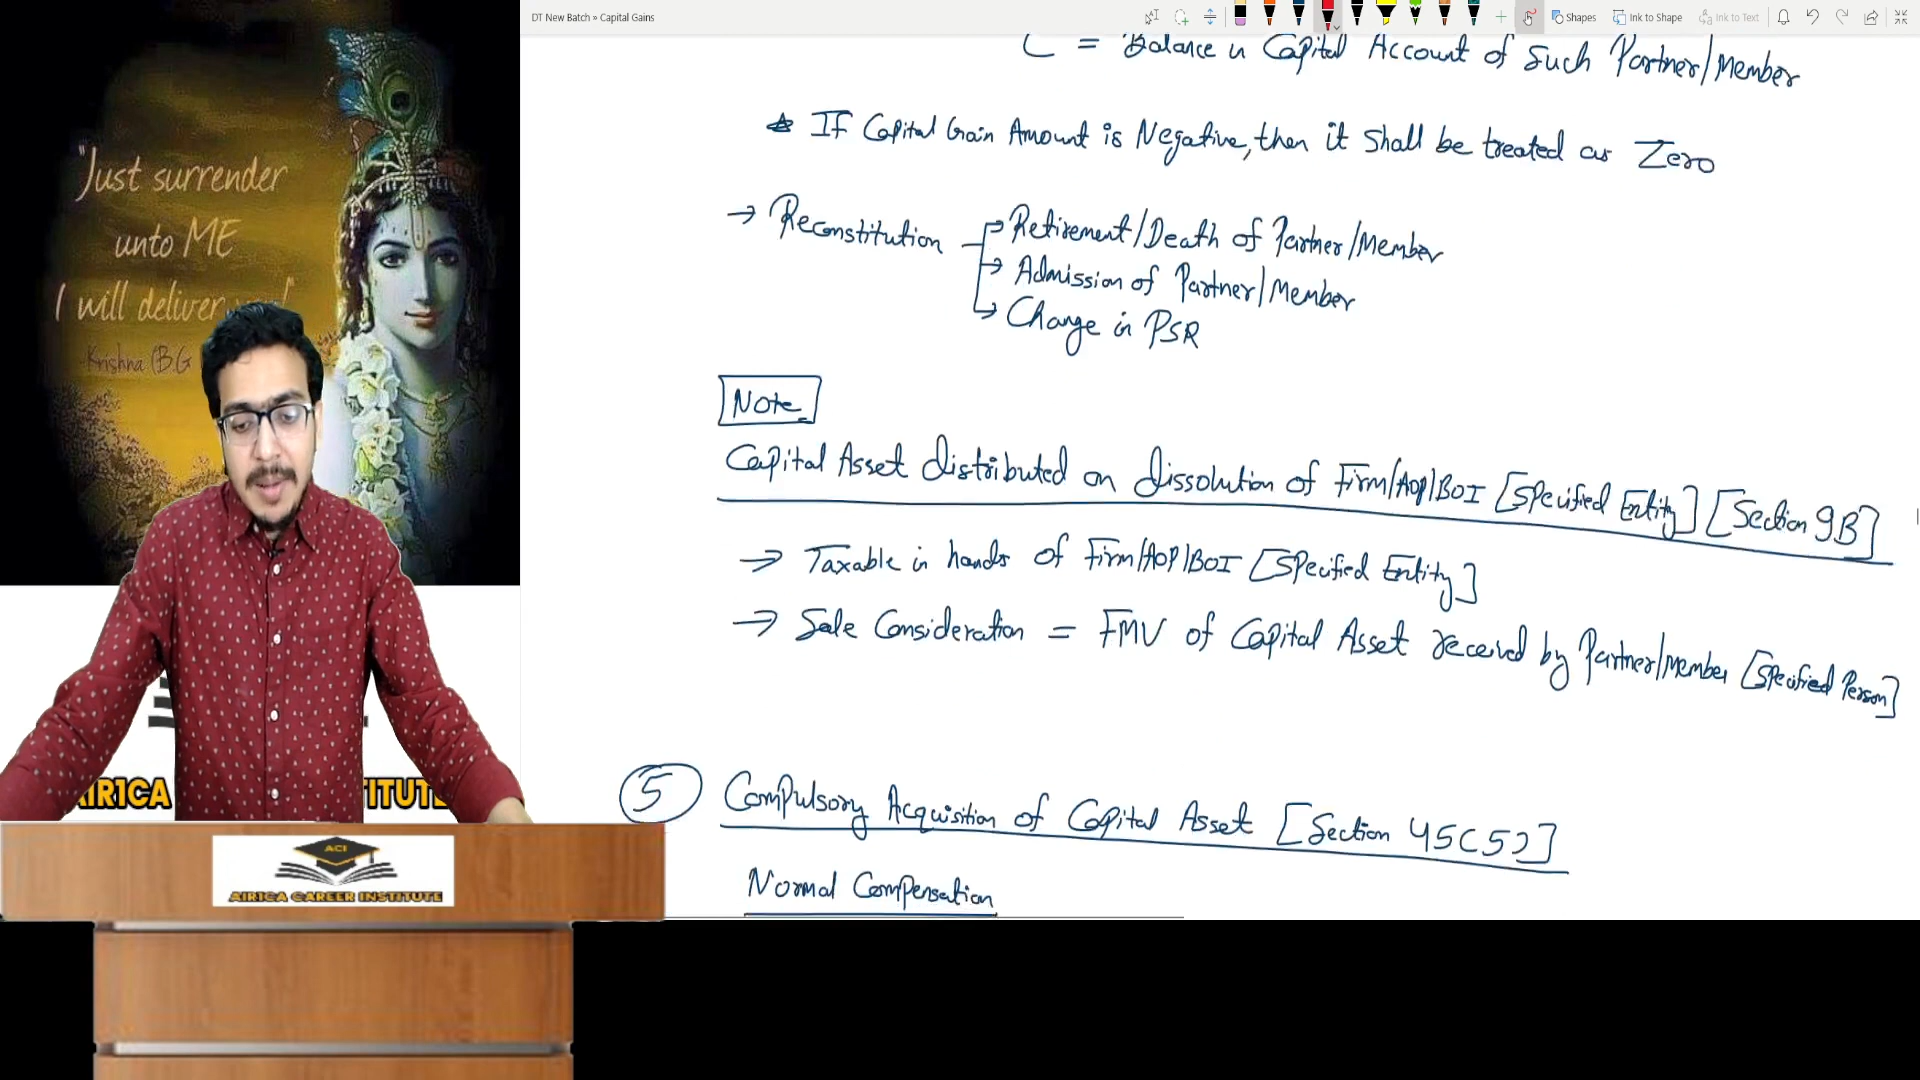 DT New Batch » Capital Gains
Shapes
Ink to Shape
Ink to Text
"Just surrender
unto ME
I will deliver
-Krishna (B.G
C = Balance in Capital Account of Such Partner/Member
If Capital Gain Amount is Negative, then it Shall be treated as Zero
→ Reconstitution → Retirement/Death of Partner/Member
→ Admission of Partner/Member
→ Change in PSR
Note
Capital Asset distributed on dissolution of Firm/AOP/BOI [Specified Entity] [Section 9B]
→ Taxable in hands of Firm/AOP/BOI [Specified Entity]
→ Sale Consideration = FMV of Capital Asset received by Partner/Member [Specified Person]
5 Compulsory Acquisition of Capital Asset [Section 45(5)]
Normal Compensation
AIR1CA
TITUTE
ACI
AIR1CA CAREER INSTITUTE